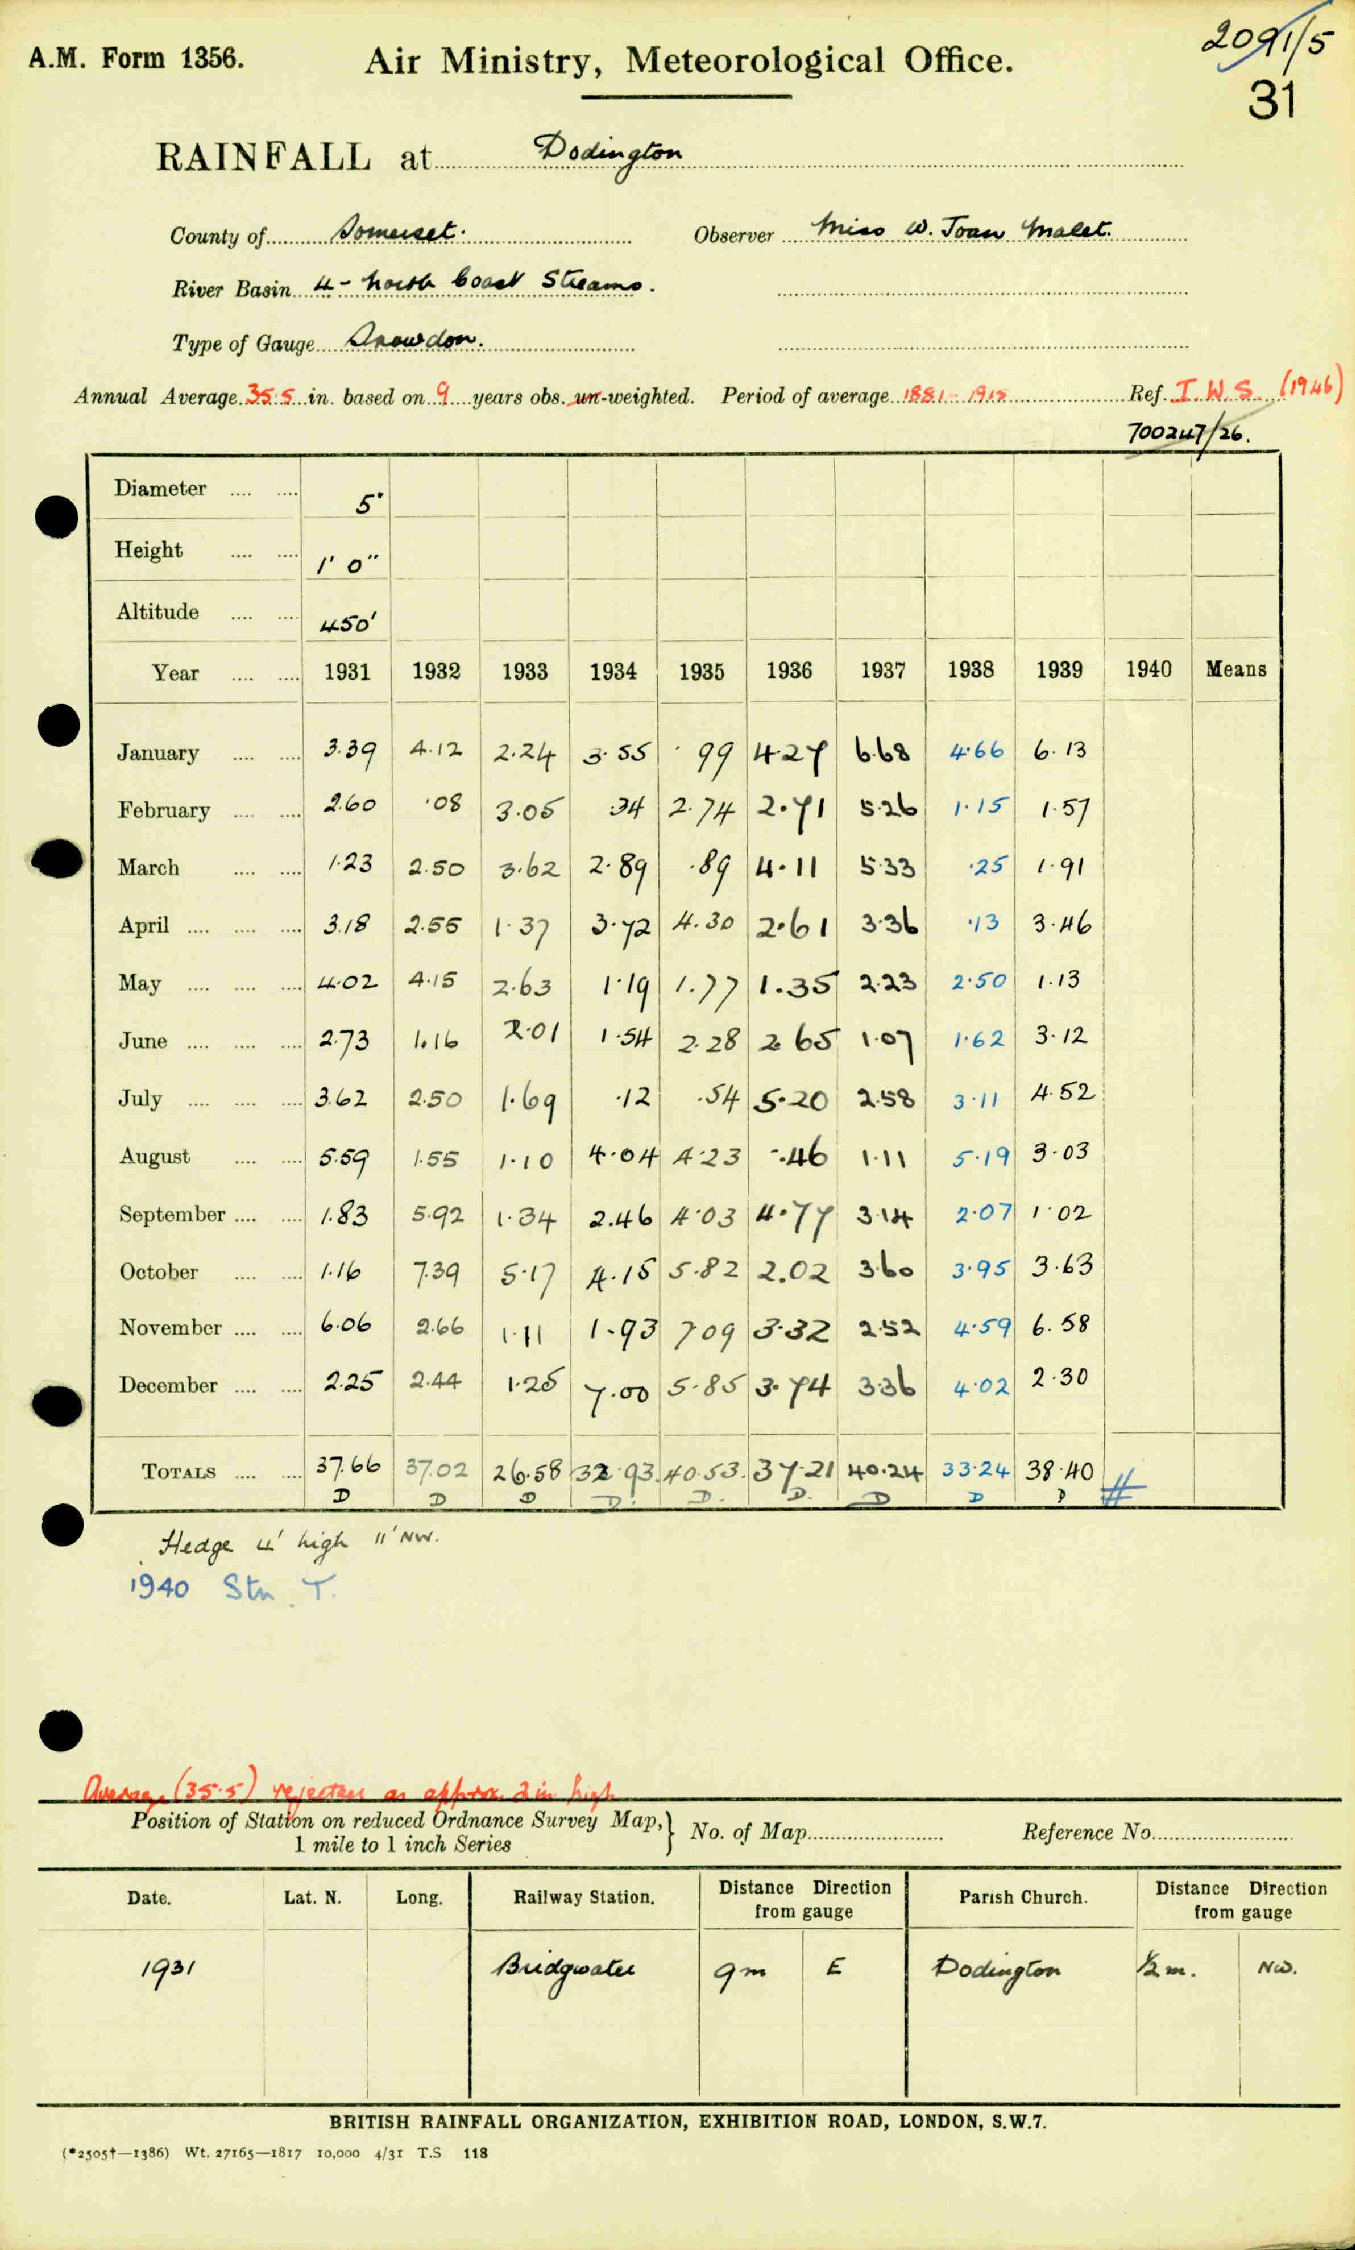 2091/5
A.M. Form 1356. Air Ministry, Meteorological Office.
31
RAINFALL at Dodington
County of Somerset. Observer Miss W. Joan Malet.
River Basin 4 - North Coast Streams.
Type of Gauge Snowdon.
Annual Average 35.5 in. based on 9 years obs. un-weighted. Period of average 1881-1915 Ref. I.W.S. (1946)
700247/26.
Diameter .... .... 5"
Height .... .... 1' 0"
Altitude .... .... 450'
Year .... .... 1931 1932 1933 1934 1935 1936 1937 1938 1939 1940 Means
January .... .... 3.39 4.12 2.24 3.55 .99 4.27 6.68 4.66 6.13
February .... .... 2.60 .08 3.05 .34 2.74 2.71 5.26 1.15 1.57
March .... .... 1.23 2.50 3.62 2.89 .89 4.11 5.33 .25 1.91
April .... .... .... 3.18 2.55 1.37 3.72 4.30 2.61 3.36 .13 3.46
May .... .... .... 4.02 4.15 2.63 1.19 1.77 1.35 2.23 2.50 1.13
June .... .... .... 2.73 1.16 2.01 1.54 2.28 2.65 1.07 1.62 3.12
July .... .... .... 3.62 2.50 1.69 .12 .54 5.20 2.58 3.11 4.52
August .... .... 5.59 1.55 1.10 4.04 4.23 .46 1.11 5.19 3.03
September .... .... 1.83 5.92 1.34 2.46 4.03 4.77 3.14 2.07 1.02
October .... .... 1.16 7.39 5.17 4.15 5.82 2.02 3.60 3.95 3.63
November .... .... 6.06 2.66 1.11 1.93 7.09 3.32 2.52 4.59 6.58
December .... .... 2.25 2.44 1.25 7.00 5.85 3.74 3.36 4.02 2.30
TOTALS .... .... 37.66 37.02 26.58 32.93 40.53 37.21 40.24 33.24 38.40 #
D D D D. D. D. D D D
Hedge 4' high 11' NW.
1940 Stn. T.
Average (35.5) rejected as approx. 2 in high
Position of Station on reduced Ordnance Survey Map,} No. of Map Reference No.
1 mile to 1 inch Series
Date. Lat. N. Long. Railway Station. Distance Direction from gauge Parish Church. Distance Direction from gauge
1931 Bridgwater 9m E Dodington ½ m. NW.
BRITISH RAINFALL ORGANIZATION, EXHIBITION ROAD, LONDON, S.W.7.
(*2505†—1386) Wt. 27165—1817 10,000 4/31 T.S 118